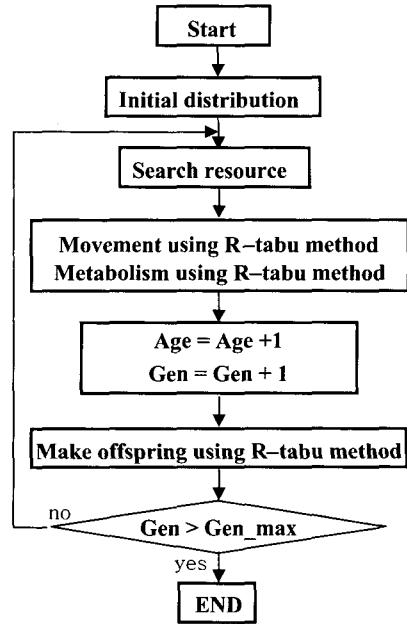 Start
Initial distribution
Search resource
Movement using R-tabu method
Metabolism using R-tabu method
Age = Age +1
Gen = Gen + 1
Make offspring using R-tabu method
no
Gen > Gen_max
yes
END